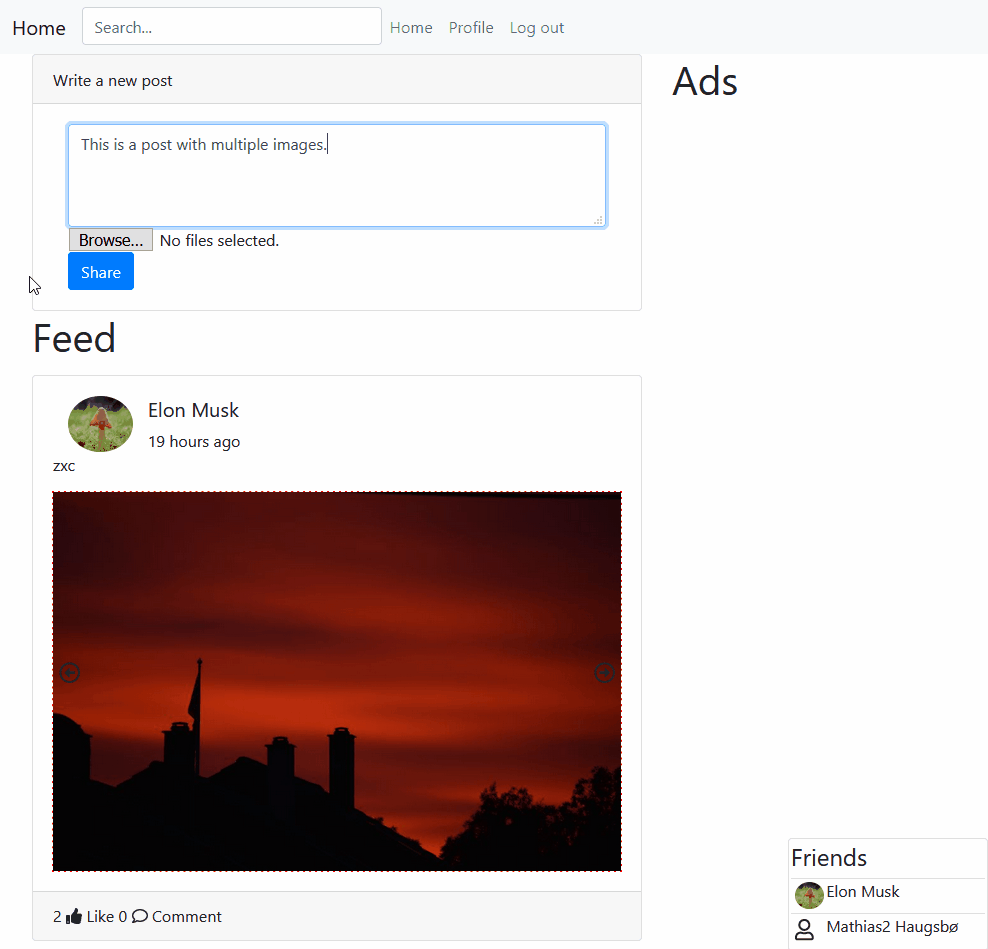 Home Search... Home Profile Log out
Write a new post
Ads
This is a post with multiple images.
Browse... No files selected.
Share
Feed
Elon Musk
19 hours ago
zxc
2 Like 0 Comment
Friends
Elon Musk
Mathias2 Haugsbø